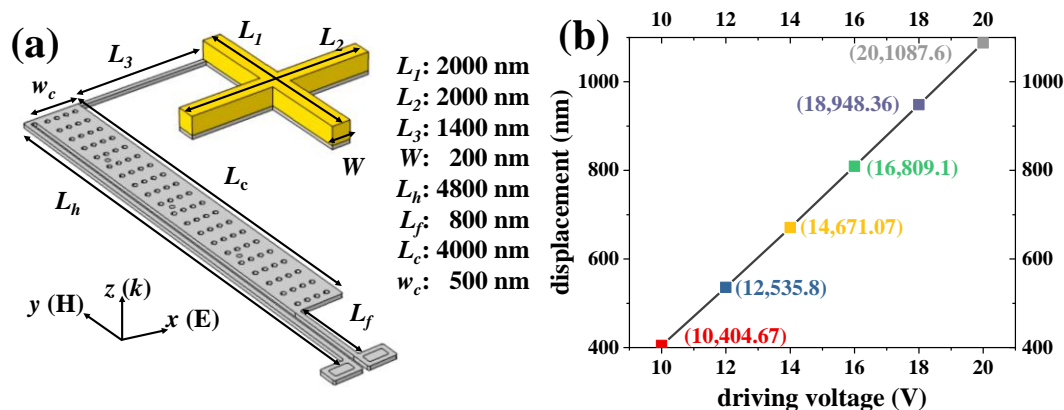 (a)
L1
L2
L3
wc
W
Lc
Lh
Lf
z (k)
y (H)
x (E)
L1: 2000 nm
L2: 2000 nm
L3: 1400 nm
W: 200 nm
Lh: 4800 nm
Lf: 800 nm
Lc: 4000 nm
wc: 500 nm
(b)
10 12 14 16 18 20
displacement (nm)
1000 1000
800 800
600 600
400 400
(20,1087.6)
(18,948.36)
(16,809.1)
(14,671.07)
(12,535.8)
(10,404.67)
10 12 14 16 18 20
driving voltage (V)